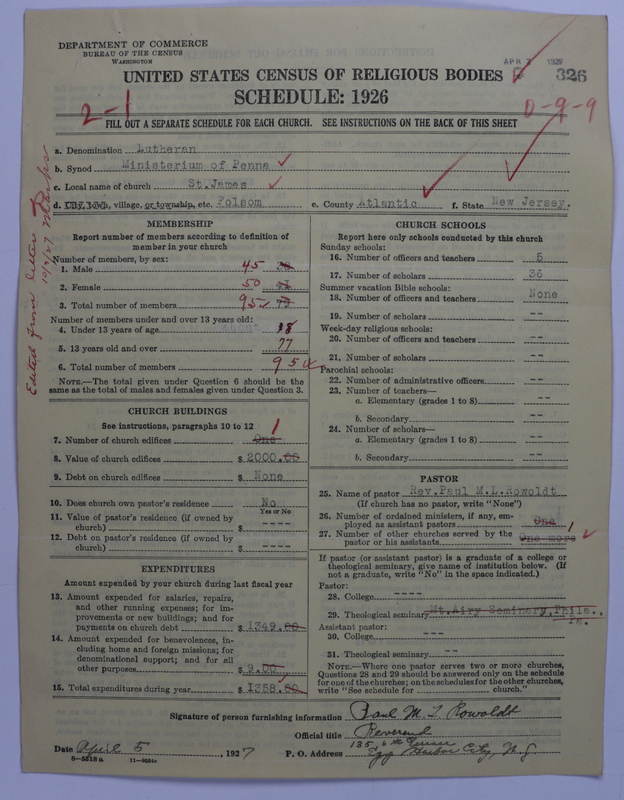 DEPARTMENT OF COMMERCE
BUREAU OF THE CENSUS
WASHINGTON
APR 7 1927
326
UNITED STATES CENSUS OF RELIGIOUS BODIES
SCHEDULE: 1926
2-1
0-9-9
FILL OUT A SEPARATE SCHEDULE FOR EACH CHURCH. SEE INSTRUCTIONS ON THE BACK OF THIS SHEET
a. Denomination Lutheran
b. Synod Ministerium of Penna
c. Local name of church St. James
d. City, town, village, or township, etc. Folsom e. County Atlantic f. State New Jersey.
Edited from letter
MEMBERSHIP
Report number of members according to definition of
member in your church
Number of members, by sex:
1. Male 45
2. Female 50
3. Total number of members 95
Number of members under and over 13 years old:
4. Under 13 years of age 18
5. 13 years old and over 77
6. Total number of members 95
NOTE.—The total given under Question 6 should be the
same as the total of males and females given under Question 3.
CHURCH BUILDINGS
See instructions, paragraphs 10 to 12
7. Number of church edifices One 1
8. Value of church edifices $ 2000.00
9. Debt on church edifices $ None
10. Does church own pastor's residence No
Yes or No
11. Value of pastor's residence (if owned by
church) $ ----
12. Debt on pastor's residence (if owned by
church) $ ----
EXPENDITURES
Amount expended by your church during last fiscal year
13. Amount expended for salaries, repairs,
and other running expenses; for im-
provements or new buildings; and for
payments on church debt $ 1349.00
14. Amount expended for benevolences, in-
cluding home and foreign missions; for
denominational support; and for all
other purposes $ 9.00
15. Total expenditures during year $ 1358.00
CHURCH SCHOOLS
Report here only schools conducted by this church
Sunday schools:
16. Number of officers and teachers 5
17. Number of scholars 36
Summer vacation Bible schools:
18. Number of officers and teachers None
19. Number of scholars --
Week-day religious schools:
20. Number of officers and teachers --
21. Number of scholars --
Parochial schools:
22. Number of administrative officers --
23. Number of teachers—
a. Elementary (grades 1 to 8) --
b. Secondary --
24. Number of scholars—
a. Elementary (grades 1 to 8) --
b. Secondary --
PASTOR
25. Name of pastor Rev. Paul M.L.Rowoldt
(If church has no pastor, write "None")
26. Number of ordained ministers, if any, em-
ployed as assistant pastors One 1
27. Number of other churches served by the
pastor or his assistants One more
If pastor (or assistant pastor) is a graduate of a college or
theological seminary, give name of institution below. (If
not a graduate, write "No" in the space indicated.)
Pastor:
28. College ----
29. Theological seminary Mt.Airy Seminary,Phila.,
Pa.
Assistant pastor:
30. College ---
31. Theological seminary --
NOTE.—Where one pastor serves two or more churches,
Questions 28 and 29 should be answered only on the schedule
for one of the churches; on the schedules for the other churches,
write "See schedule for church."
Signature of person furnishing information Paul M. L. Rowoldt
Official title Reverend
Date April 5, 1927 P. O. Address 135 6th Terrace
Egg Harbor City, N. J.
8-5518a 11-9024